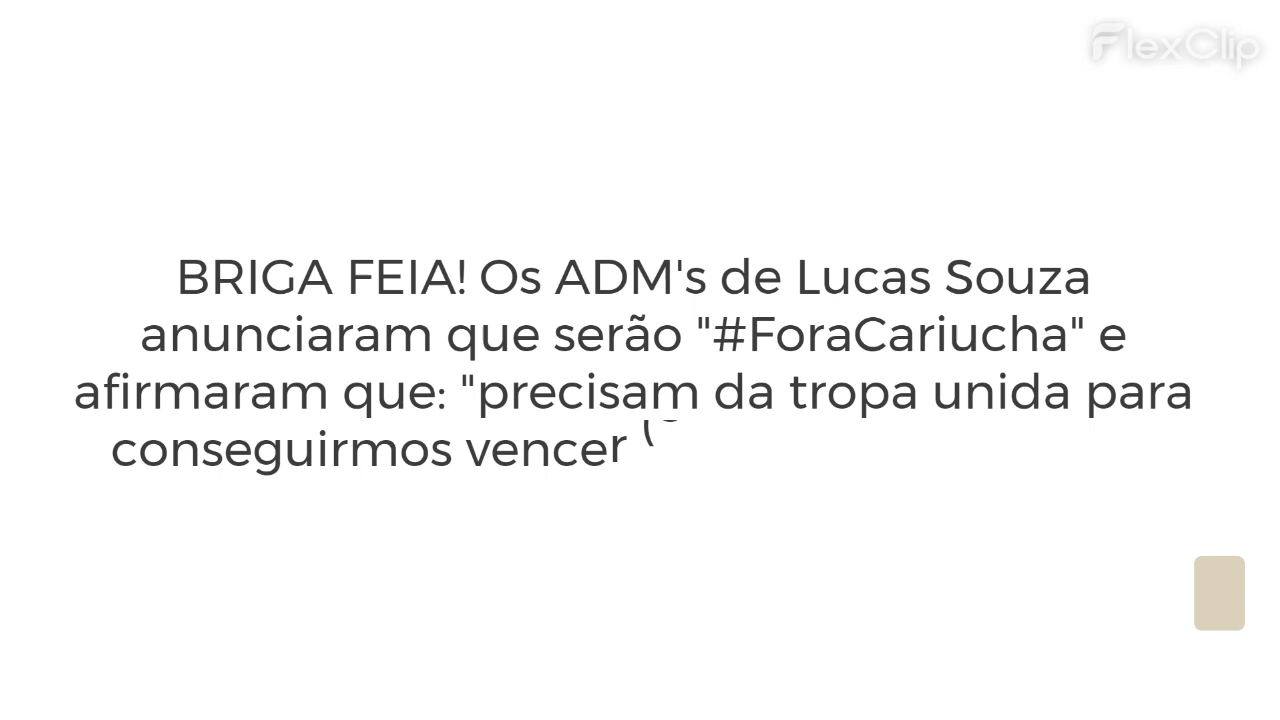 FlexClip
BRIGA FEIA! Os ADM's de Lucas Souza
anunciaram que serão "#ForaCariucha" e
afirmaram que: "precisam da tropa unida para
conseguirmos vencer